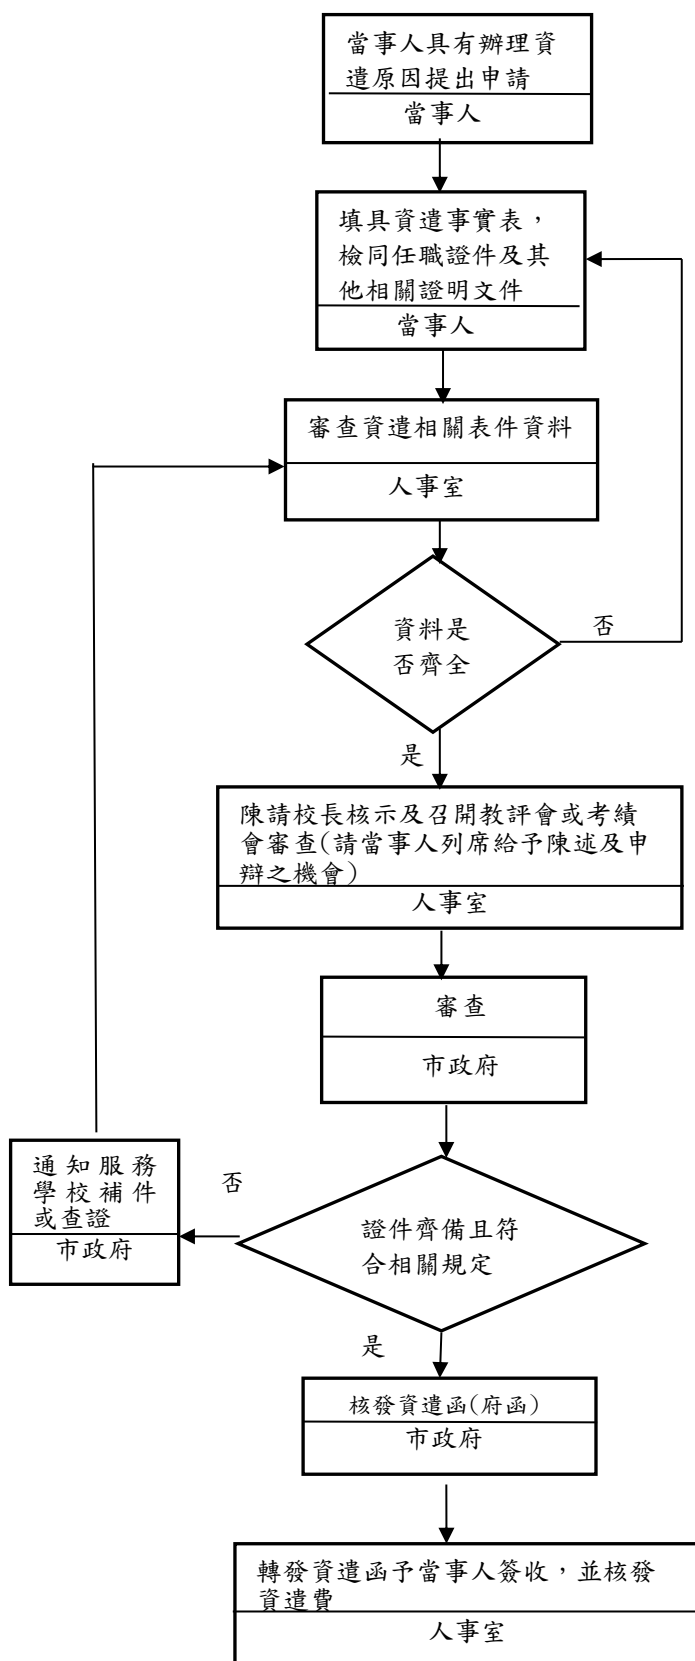 當事人具有辦理資
遣原因提出申請
當事人
填具資遣事實表，
檢同任職證件及其
他相關證明文件
當事人
審查資遣相關表件資料
人事室
資料是
否齊全
否
是
陳請校長核示及召開教評會或考績
會審查(請當事人列席給予陳述及申
辯之機會)
人事室
審查
市政府
通知服務
學校補件
或查證
市政府
否
證件齊備且符
合相關規定
是
核發資遣函(府函)
市政府
轉發資遣函予當事人簽收，並核發
資遣費
人事室